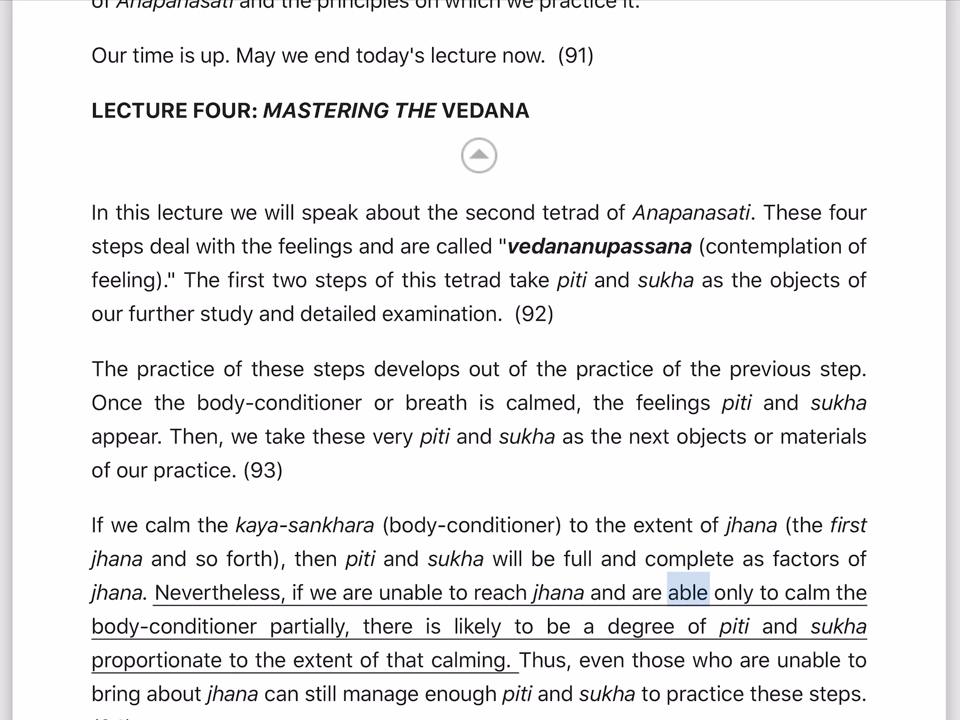 of Anapanasati and the principles on which we practice it.
Our time is up. May we end today's lecture now. (91)
LECTURE FOUR: MASTERING THE VEDANA
In this lecture we will speak about the second tetrad of Anapanasati. These four
steps deal with the feelings and are called "vedananupassana (contemplation of
feeling)." The first two steps of this tetrad take piti and sukha as the objects of
our further study and detailed examination. (92)
The practice of these steps develops out of the practice of the previous step.
Once the body-conditioner or breath is calmed, the feelings piti and sukha
appear. Then, we take these very piti and sukha as the next objects or materials
of our practice. (93)
If we calm the kaya-sankhara (body-conditioner) to the extent of jhana (the first
jhana and so forth), then piti and sukha will be full and complete as factors of
jhana. Nevertheless, if we are unable to reach jhana and are able only to calm the
body-conditioner partially, there is likely to be a degree of piti and sukha
proportionate to the extent of that calming. Thus, even those who are unable to
bring about jhana can still manage enough piti and sukha to practice these steps.